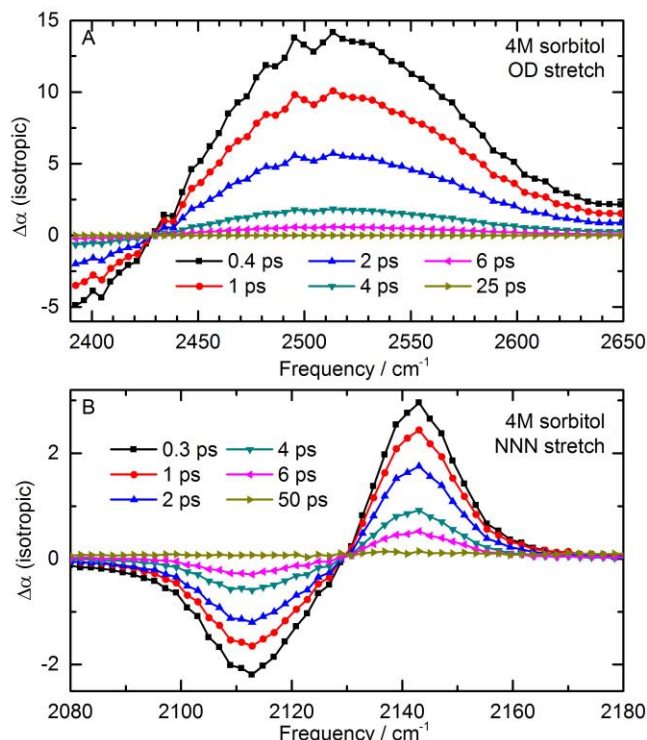 A
4M sorbitol
OD stretch
15
10
5
0
-5
Δα (isotropic)
0.4 ps
2 ps
6 ps
1 ps
4 ps
25 ps
2400
2450
2500
2550
2600
2650
Frequency / cm-1
B
4M sorbitol
NNN stretch
2
0
-2
Δα (isotropic)
0.3 ps
4 ps
1 ps
6 ps
2 ps
50 ps
2080
2100
2120
2140
2160
2180
Frequency / cm-1